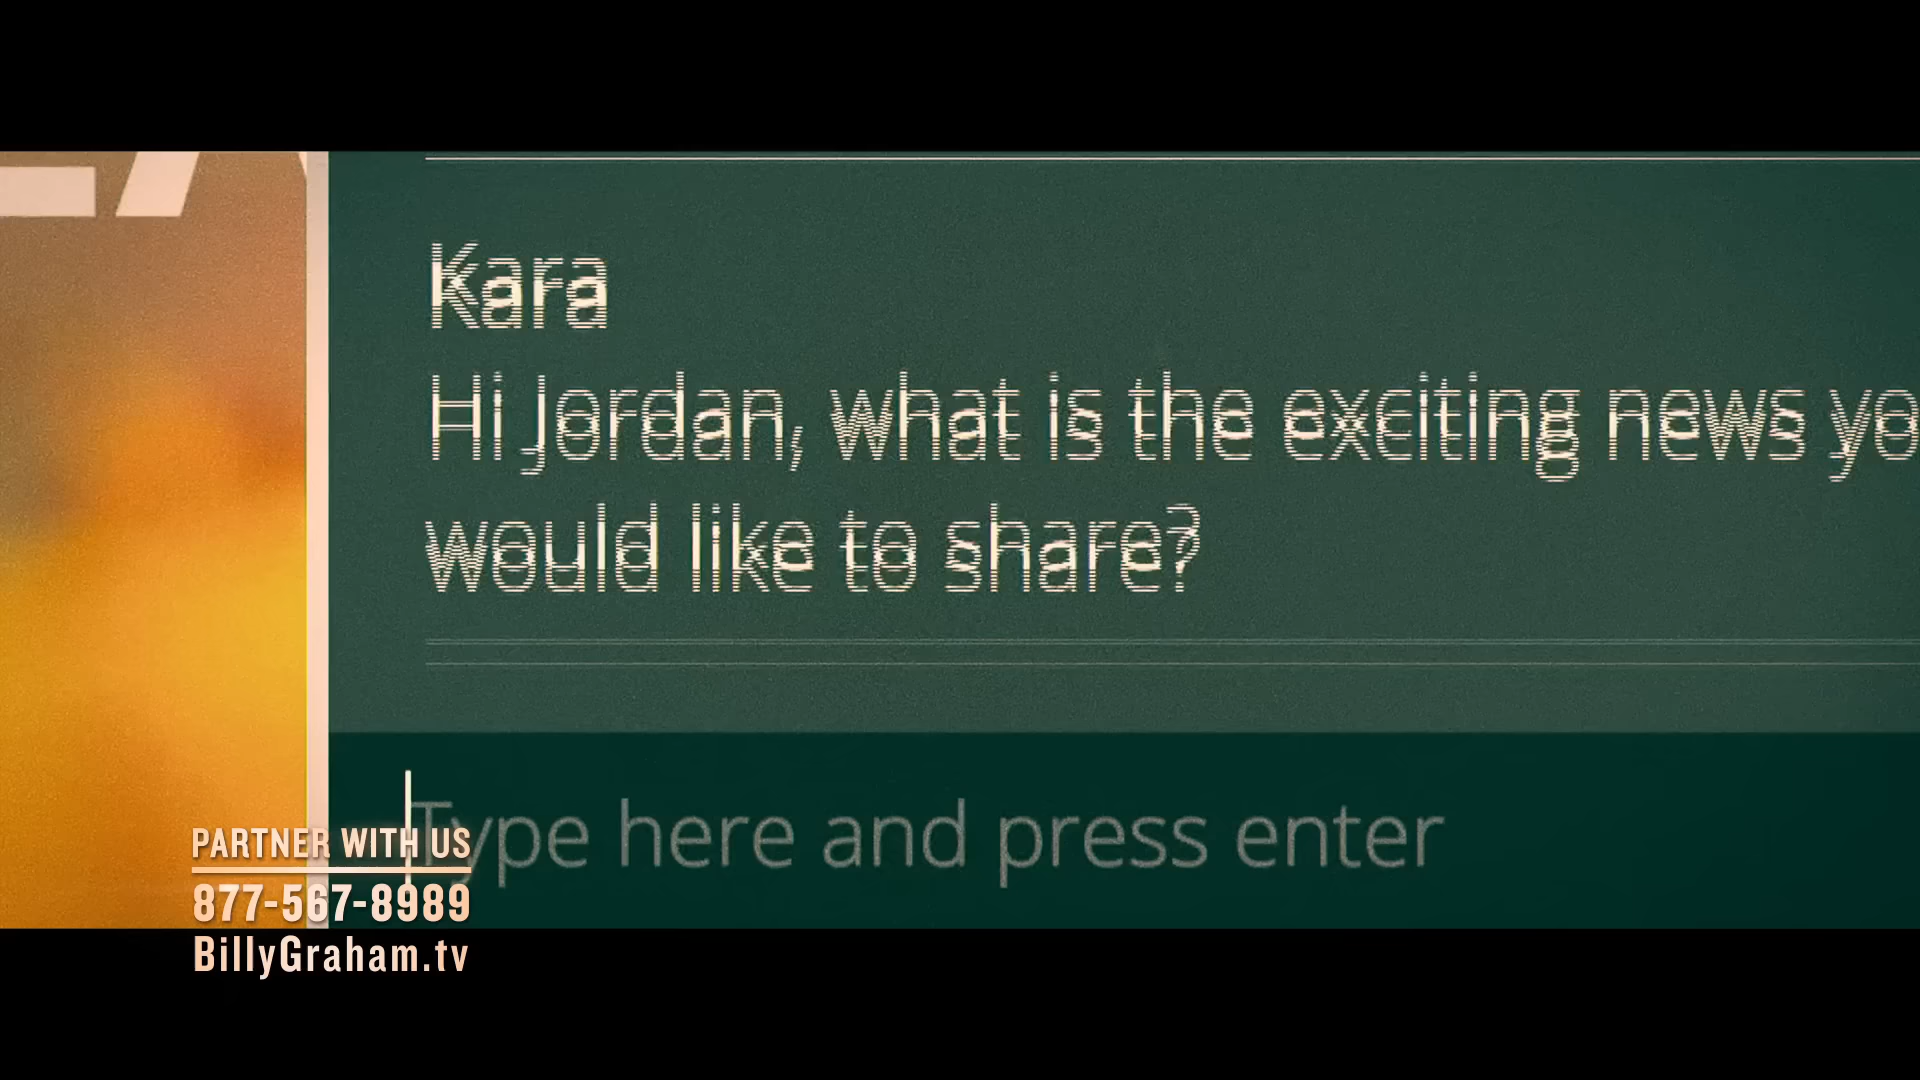 Kara
Hi Jordan, what is the exciting news yo
would like to share?
Type here and press enter
PARTNER WITH US
877-567-8989
BillyGraham.tv